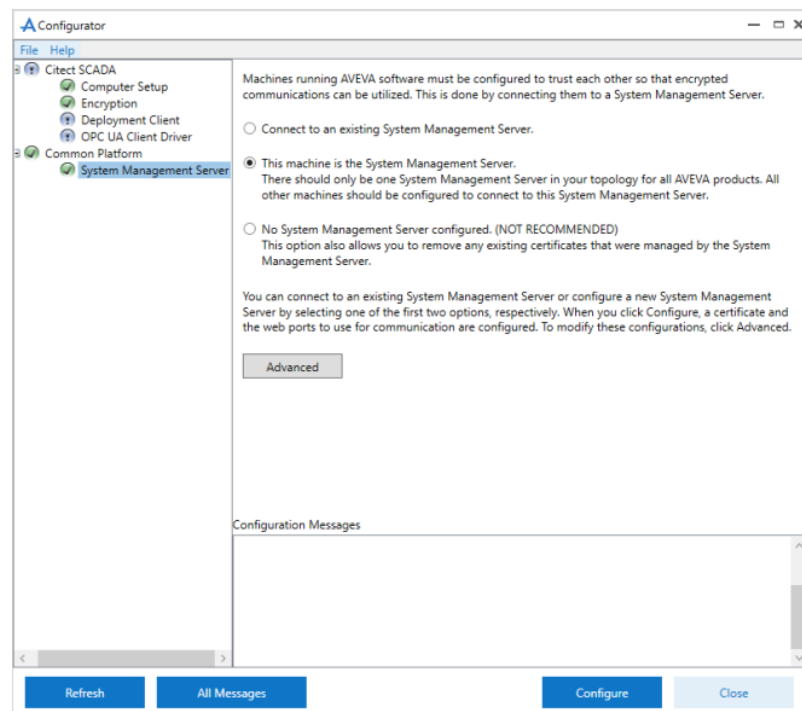 Configurator
File Help
Citect SCADA
Computer Setup
Encryption
Deployment Client
OPC UA Client Driver
Common Platform
System Management Server
Machines running AVEVA software must be configured to trust each other so that encrypted
communications can be utilized. This is done by connecting them to a System Management Server.
Connect to an existing System Management Server.
This machine is the System Management Server.
There should only be one System Management Server in your topology for all AVEVA products. All
other machines should be configured to connect to this System Management Server.
No System Management Server configured. (NOT RECOMMENDED)
This option also allows you to remove any existing certificates that were managed by the System
Management Server.
You can connect to an existing System Management Server or configure a new System Management
Server by selecting one of the first two options, respectively. When you click Configure, a certificate and
the web ports to use for communication are configured. To modify these configurations, click Advanced.
Advanced
Configuration Messages
Refresh All Messages Configure Close